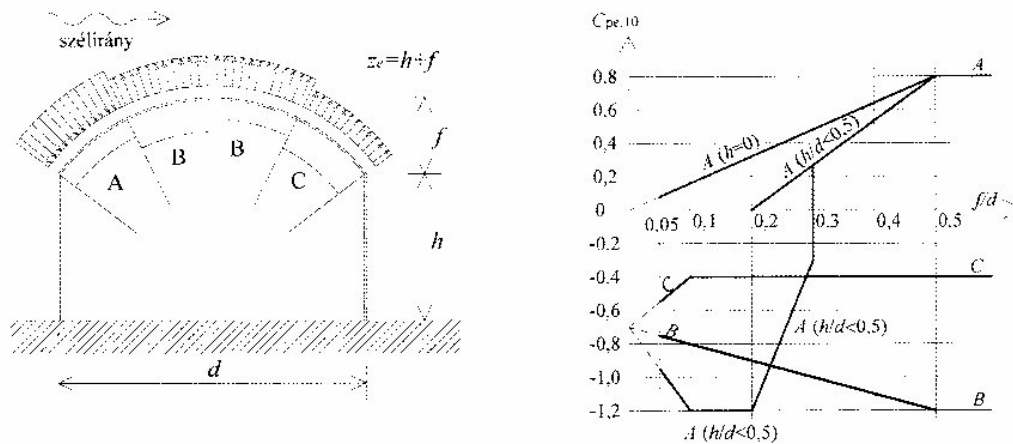 szélirány
ze=h+f
f
B
B
A
C
h
d
Cpe,10
A
0.8
0.6
0.4
0,2
0
-0.2
-0.4
-0.6
-0.8
-1.0
-1,2
A (h=0)
A (h/d<0,5)
f/d
0,05
0,1
0,2
0.3
0,4
0.5
C
C
B
A (h/d<0,5)
B
A (h/d<0,5)